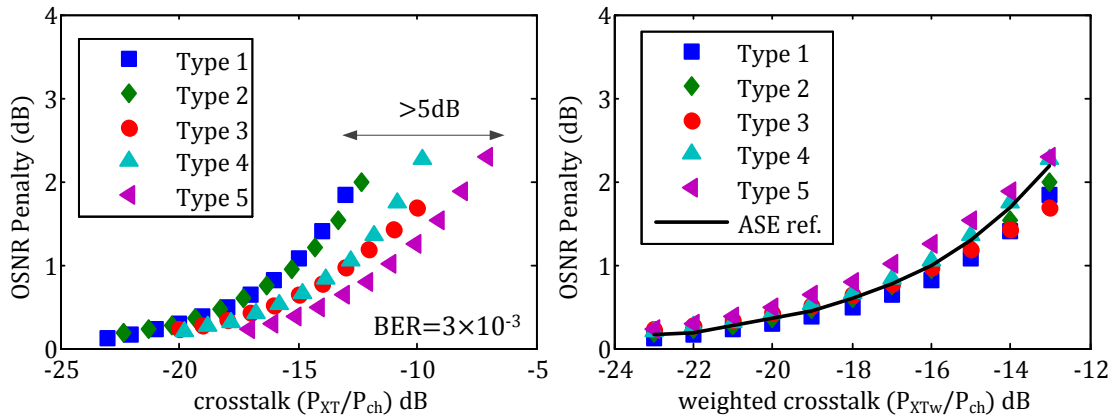 OSNR Penalty (dB)
4
3
2
1
0
Type 1
Type 2
Type 3
Type 4
Type 5
>5dB
BER=3×10⁻³
-25
-20
-15
-10
-5
crosstalk (P_XT/P_ch) dB
OSNR Penalty (dB)
4
3
2
1
0
Type 1
Type 2
Type 3
Type 4
Type 5
ASE ref.
-24
-22
-20
-18
-16
-14
-12
weighted crosstalk (P_XTw/P_ch) dB